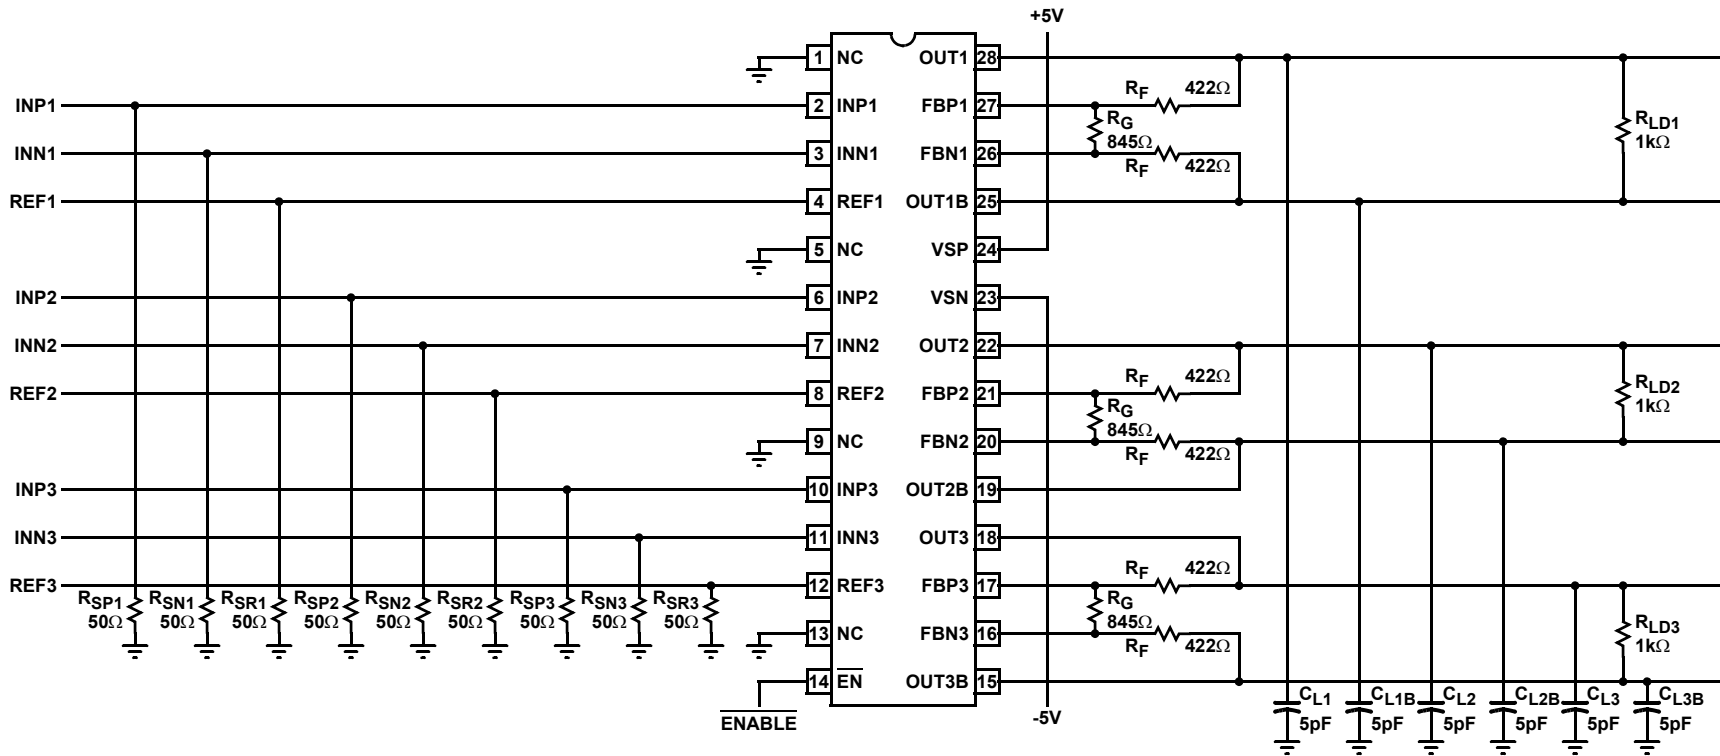 +5V
1 NC OUT1 28
RF 422Ω
INP1 2 INP1 FBP1 27
RG
845Ω
RLD1
1kΩ
INN1 3 INN1 FBN1 26
RF 422Ω
REF1 4 REF1 OUT1B 25
5 NC VSP 24
INP2 6 INP2 VSN 23
INN2 7 INN2 OUT2 22
RF 422Ω
REF2 8 REF2 FBP2 21
RG
845Ω
RLD2
1kΩ
9 NC FBN2 20
RF 422Ω
INP3 10 INP3 OUT2B 19
INN3 11 INN3 OUT3 18
RF 422Ω
REF3 12 REF3 FBP3 17
RG
845Ω
RSP1 RSN1 RSR1 RSP2 RSN2 RSR2 RSP3 RSN3 RSR3
50Ω 50Ω 50Ω 50Ω 50Ω 50Ω 50Ω 50Ω 50Ω
RLD3
1kΩ
13 NC FBN3 16
RF 422Ω
14 EN OUT3B 15
ENABLE
-5V
CL1 CL1B CL2 CL2B CL3 CL3B
5pF 5pF 5pF 5pF 5pF 5pF